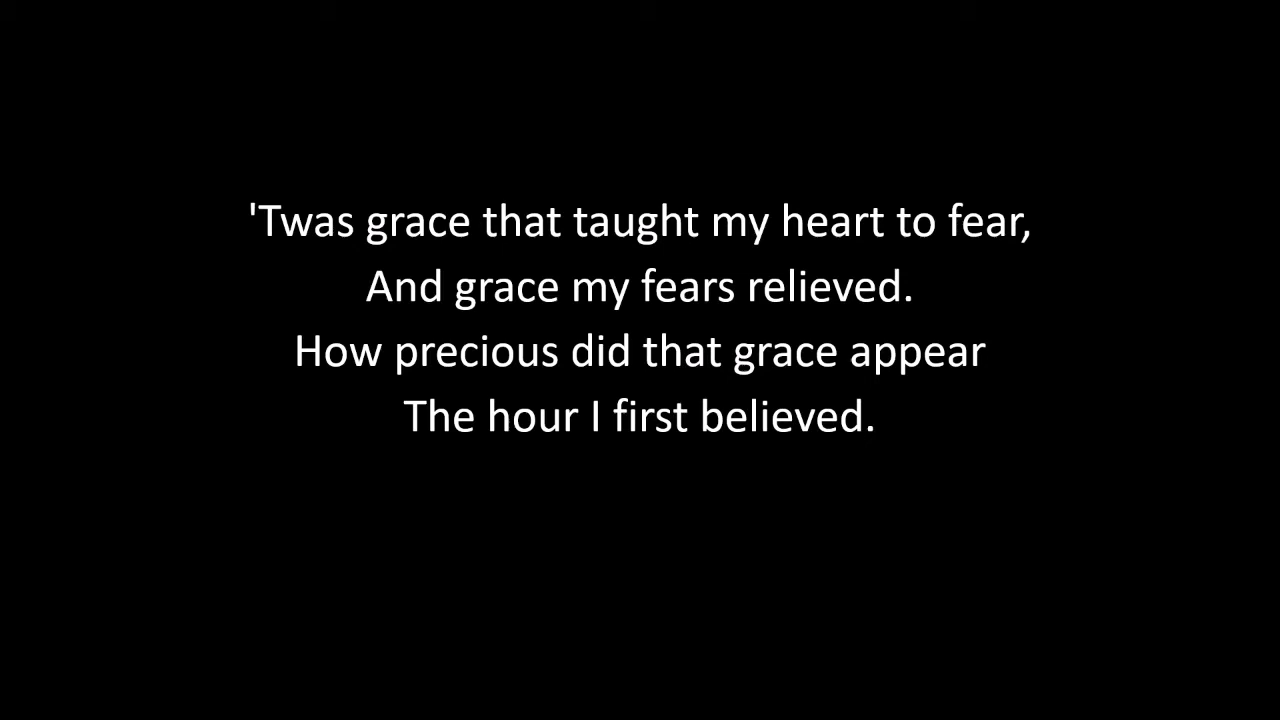 'Twas grace that taught my heart to fear,
And grace my fears relieved.
How precious did that grace appear
The hour I first believed.